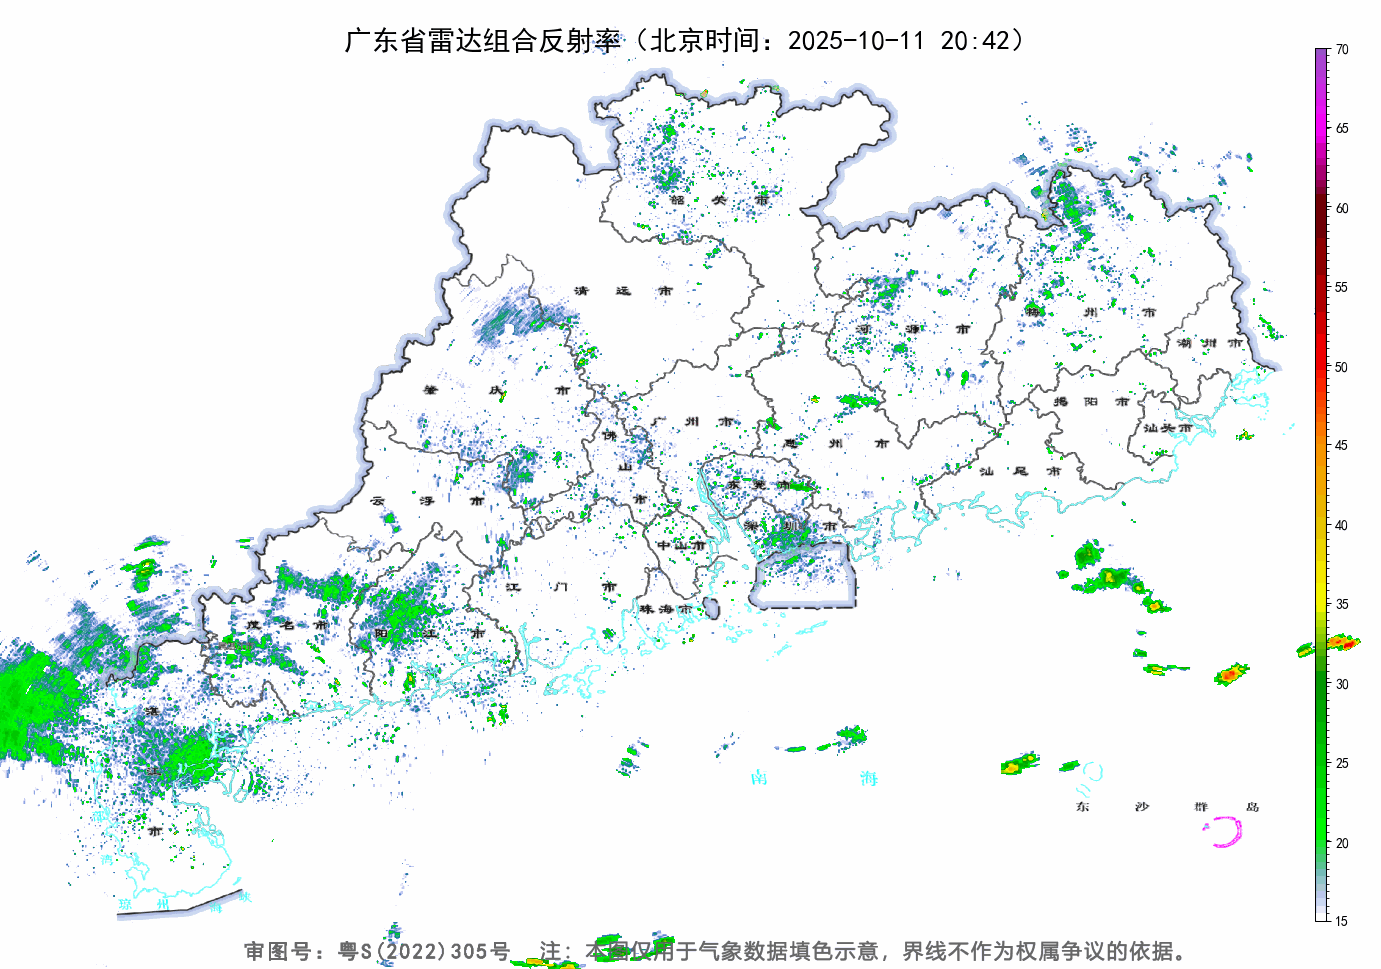 广东省雷达组合反射率（北京时间：2025-10-11 20:42）
70
65
60
55
50
45
40
35
30
25
20
15
韶关市
清远市
河源市
梅州市
潮州市
肇庆市
揭阳市
汕头市
广州市
佛山市
惠州市
汕尾市
东莞市
云浮市
深圳市
中山市
江门市
珠海市
茂名市
阳江市
湛江市
南海
东沙群岛
琼州海峡
审图号：粤S(2022)305号 注：本图仅用于气象数据填色示意，界线不作为权属争议的依据。